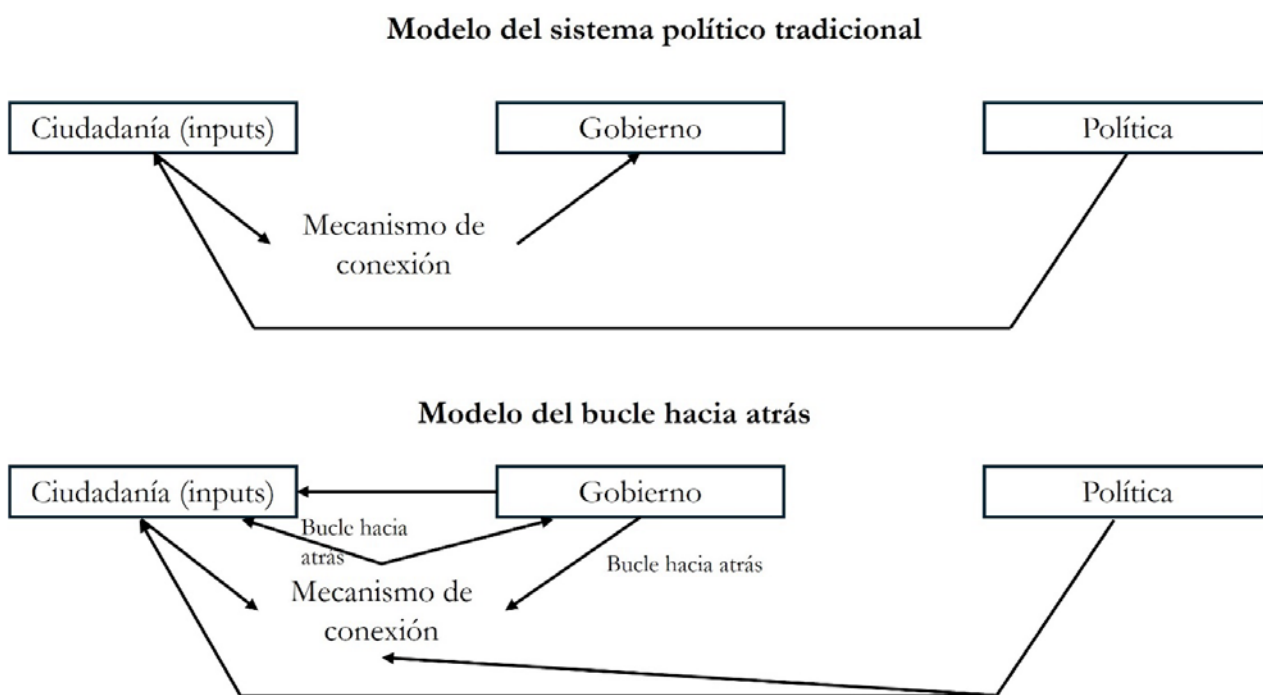 Modelo del sistema político tradicional
Ciudadanía (inputs)
Gobierno
Política
Mecanismo de
conexión
Modelo del bucle hacia atrás
Ciudadanía (inputs)
Gobierno
Política
Bucle hacia
atrás
Bucle hacia atrás
Mecanismo de
conexión